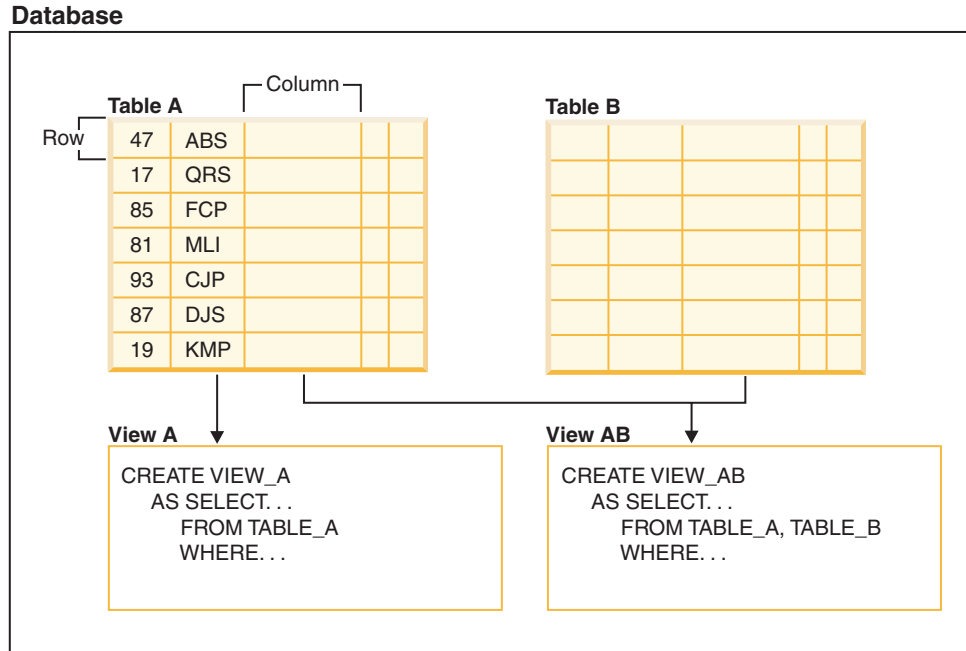 Database
Column
Table A
Table B
Row
47 ABS
17 QRS
85 FCP
81 MLI
93 CJP
87 DJS
19 KMP
View A
CREATE VIEW_A
AS SELECT. . .
FROM TABLE_A
WHERE. . .
View AB
CREATE VIEW_AB
AS SELECT. . .
FROM TABLE_A, TABLE_B
WHERE. . .